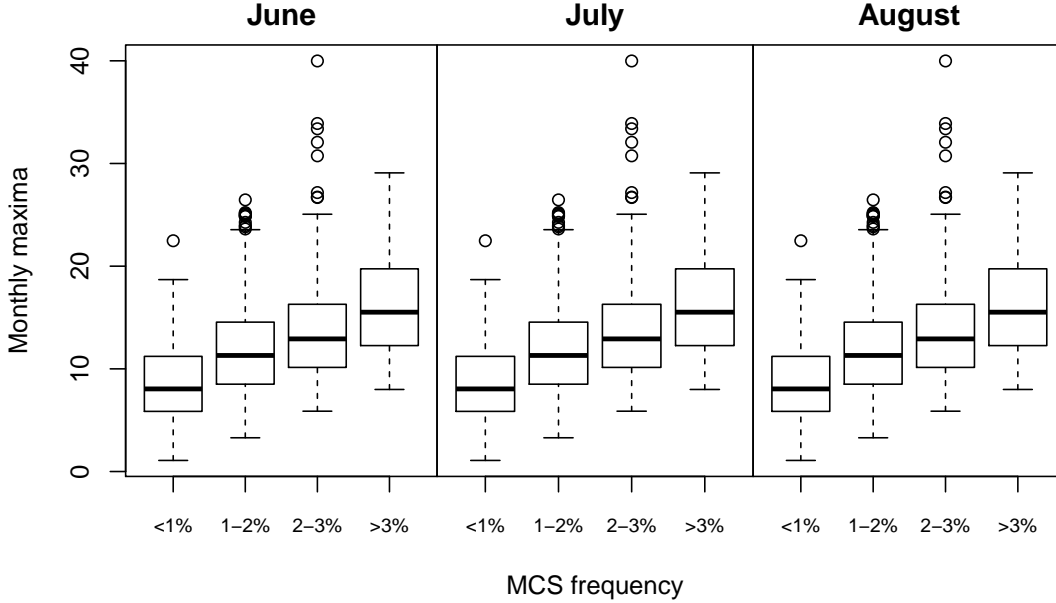 June July August
40
30
20
10
0
Monthly maxima
<1% 1–2% 2–3% >3% <1% 1–2% 2–3% >3% <1% 1–2% 2–3% >3%
MCS frequency